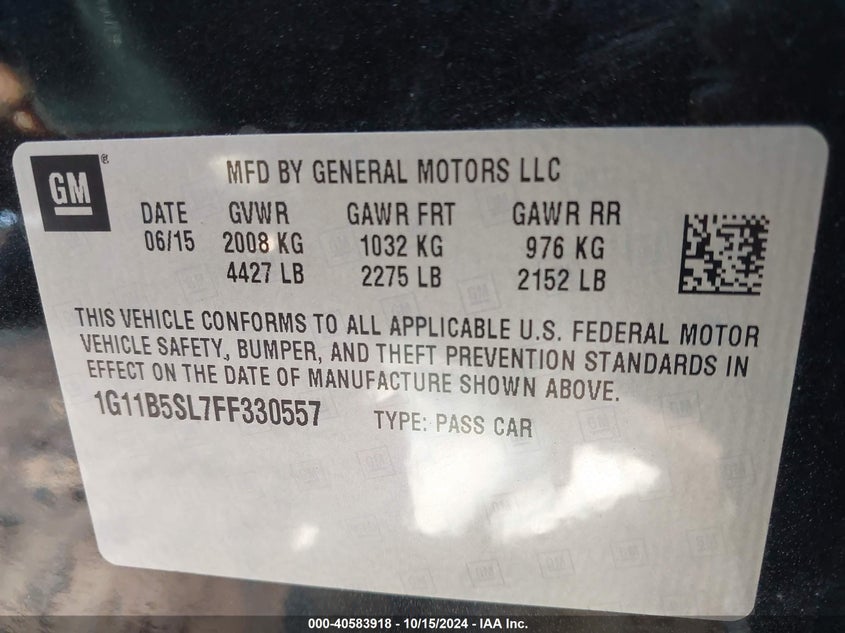 GM
MFD BY GENERAL MOTORS LLC
DATE GVWR GAWR FRT GAWR RR
06/15 2008 KG 1032 KG 976 KG
4427 LB 2275 LB 2152 LB
THIS VEHICLE CONFORMS TO ALL APPLICABLE U.S. FEDERAL MOTOR
VEHICLE SAFETY, BUMPER, AND THEFT PREVENTION STANDARDS IN
EFFECT ON THE DATE OF MANUFACTURE SHOWN ABOVE.
1G11B5SL7FF330557 TYPE: PASS CAR
000-40583918 - 10/15/2024 - IAA Inc.